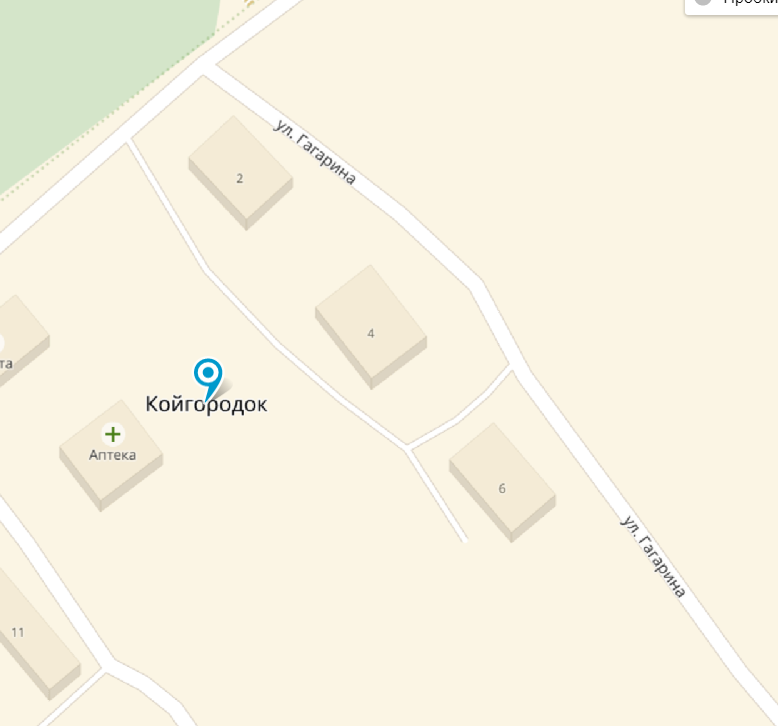 ул. Гагарина
2
4
Койгородок
Аптека
6
ул. Гагарина
11